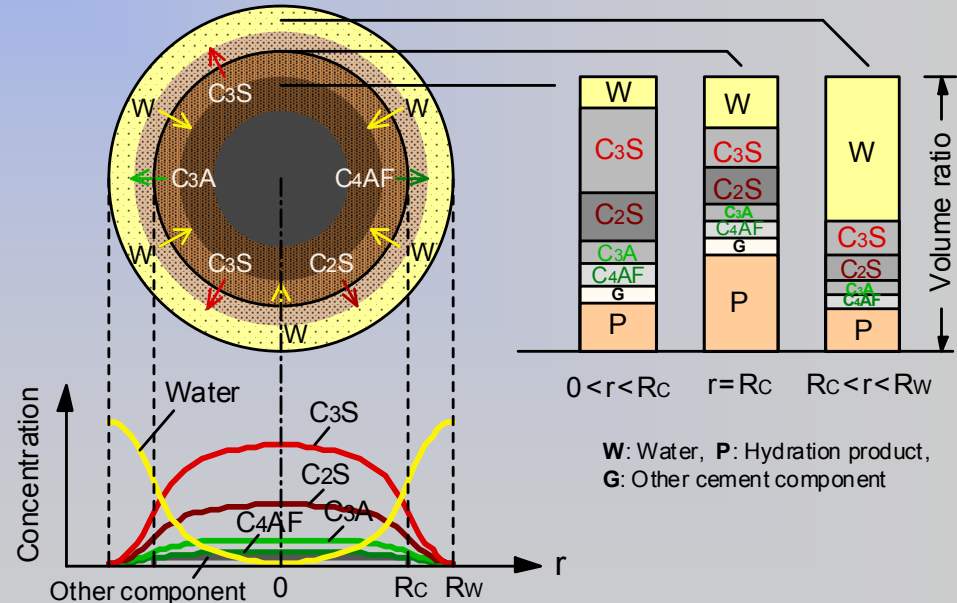 C3S
W
W
C3A
C4AF
W
W
C3S
C2S
W
W
C3S
C2S
C3A
C4AF
G
P
W
C3S
C2S
C3A
C4AF
G
P
W
C3S
C2S
C3A
C4AF
P
Volume ratio
0 < r < RC
r = RC
RC < r < RW
W: Water, P: Hydration product,
G: Other cement component
Concentration
Water
C3S
C2S
C4AF
C3A
Other component
0
RC
RW
r